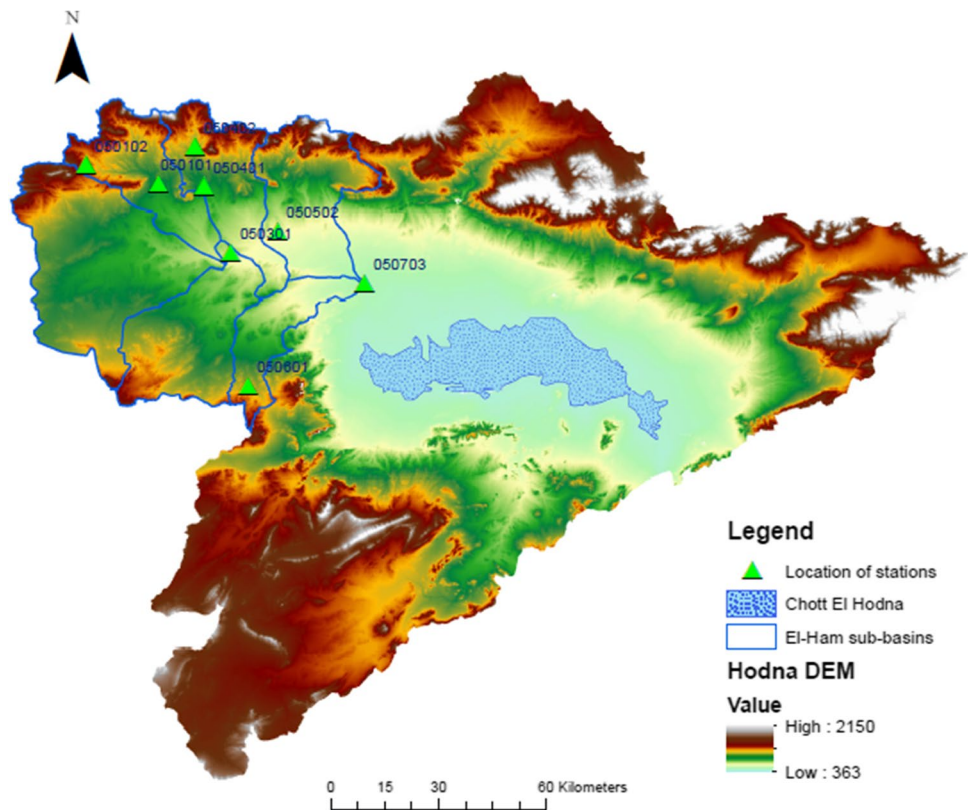 N
050402
050102
050101
050401
050502
050301
050703
050601
Legend
Location of stations
Chott El Hodna
El-Ham sub-basins
Hodna DEM
Value
High : 2150
Low : 363
0 15 30 60 Kilometers